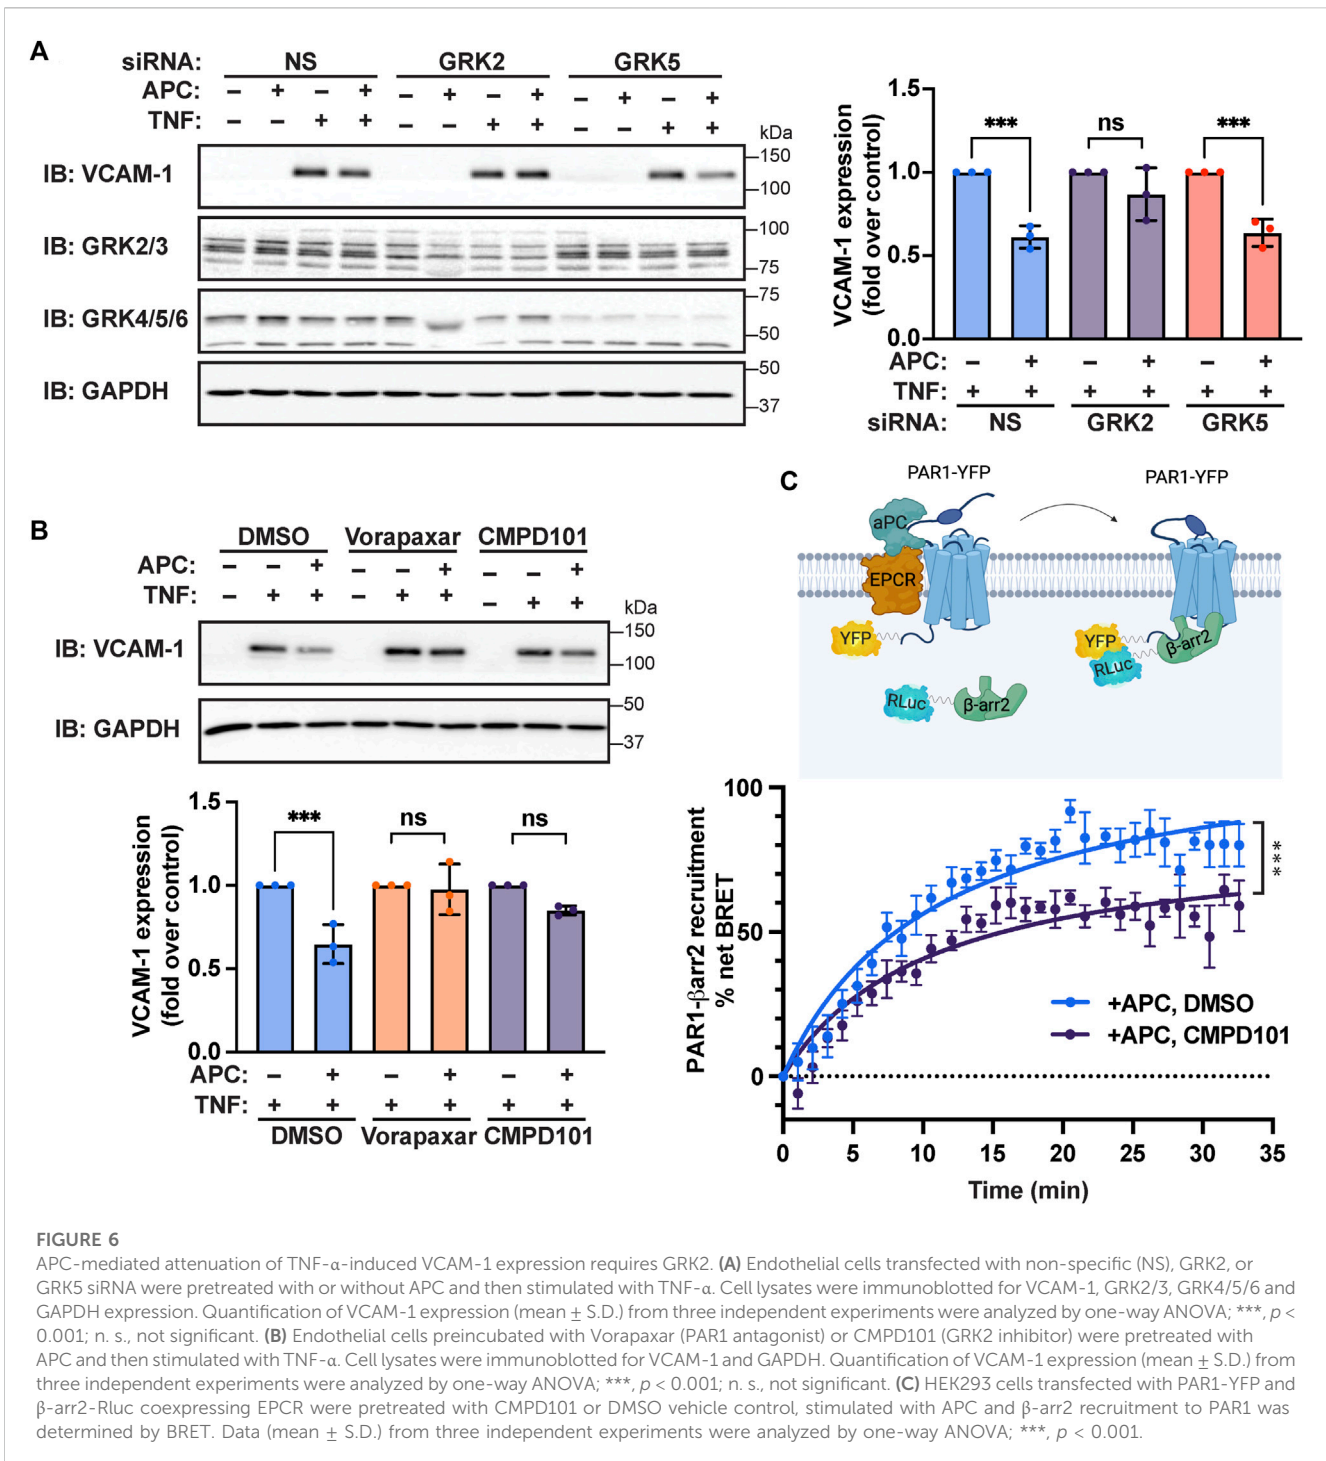 A
siRNA: NS GRK2 GRK5
APC: − + − + − + − + − + − +
TNF: − − + + − − + + − − + +
kDa
IB: VCAM-1
150
100
IB: GRK2/3
100
75
IB: GRK4/5/6
75
50
IB: GAPDH
50
37
VCAM-1 expression
(fold over control)
1.5
1.0
0.5
0.0
*** ns ***
APC: − + − + − +
TNF: + + + + + +
siRNA: NS GRK2 GRK5
B
DMSO Vorapaxar CMPD101
APC: − − + − − + − − +
TNF: − + + − + + − + +
kDa
IB: VCAM-1
150
100
IB: GAPDH
50
37
VCAM-1 expression
(fold over control)
1.5
1.0
0.5
0.0
*** ns ns
APC: − + − + − +
TNF: + + + + + +
DMSO Vorapaxar CMPD101
C
PAR1-YFP
PAR1-YFP
aPC
EPCR
YFP
RLuc
β-arr2
YFP
RLuc
β-arr2
PAR1-βarr2 recruitment
% net BRET
100
50
0
***
+APC, DMSO
+APC, CMPD101
0 5 10 15 20 25 30 35
Time (min)
FIGURE 6
APC-mediated attenuation of TNF-α-induced VCAM-1 expression requires GRK2. (A) Endothelial cells transfected with non-specific (NS), GRK2, or
GRK5 siRNA were pretreated with or without APC and then stimulated with TNF-α. Cell lysates were immunoblotted for VCAM-1, GRK2/3, GRK4/5/6 and
GAPDH expression. Quantification of VCAM-1 expression (mean ± S.D.) from three independent experiments were analyzed by one-way ANOVA; ***, p <
0.001; n. s., not significant. (B) Endothelial cells preincubated with Vorapaxar (PAR1 antagonist) or CMPD101 (GRK2 inhibitor) were pretreated with
APC and then stimulated with TNF-α. Cell lysates were immunoblotted for VCAM-1 and GAPDH. Quantification of VCAM-1 expression (mean ± S.D.) from
three independent experiments were analyzed by one-way ANOVA; ***, p < 0.001; n. s., not significant. (C) HEK293 cells transfected with PAR1-YFP and
β-arr2-Rluc coexpressing EPCR were pretreated with CMPD101 or DMSO vehicle control, stimulated with APC and β-arr2 recruitment to PAR1 was
determined by BRET. Data (mean ± S.D.) from three independent experiments were analyzed by one-way ANOVA; ***, p < 0.001.